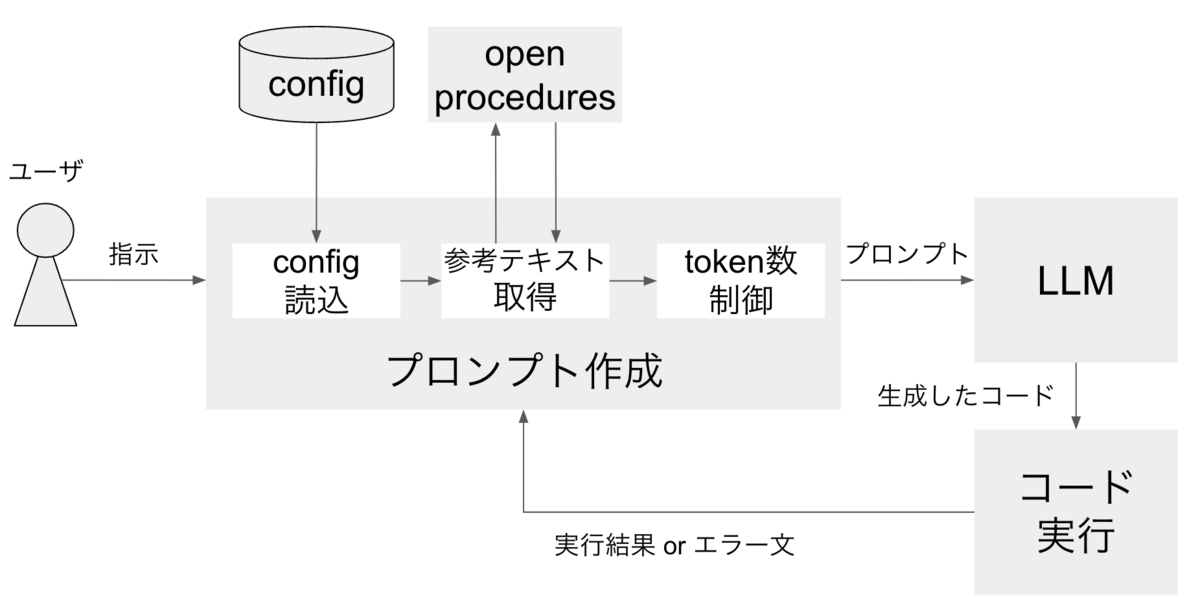 config
open
procedures
ユーザ
指示
config
読込
参考テキスト
取得
token数
制御
プロンプト
LLM
プロンプト作成
生成したコード
コード
実行
実行結果 or エラー文